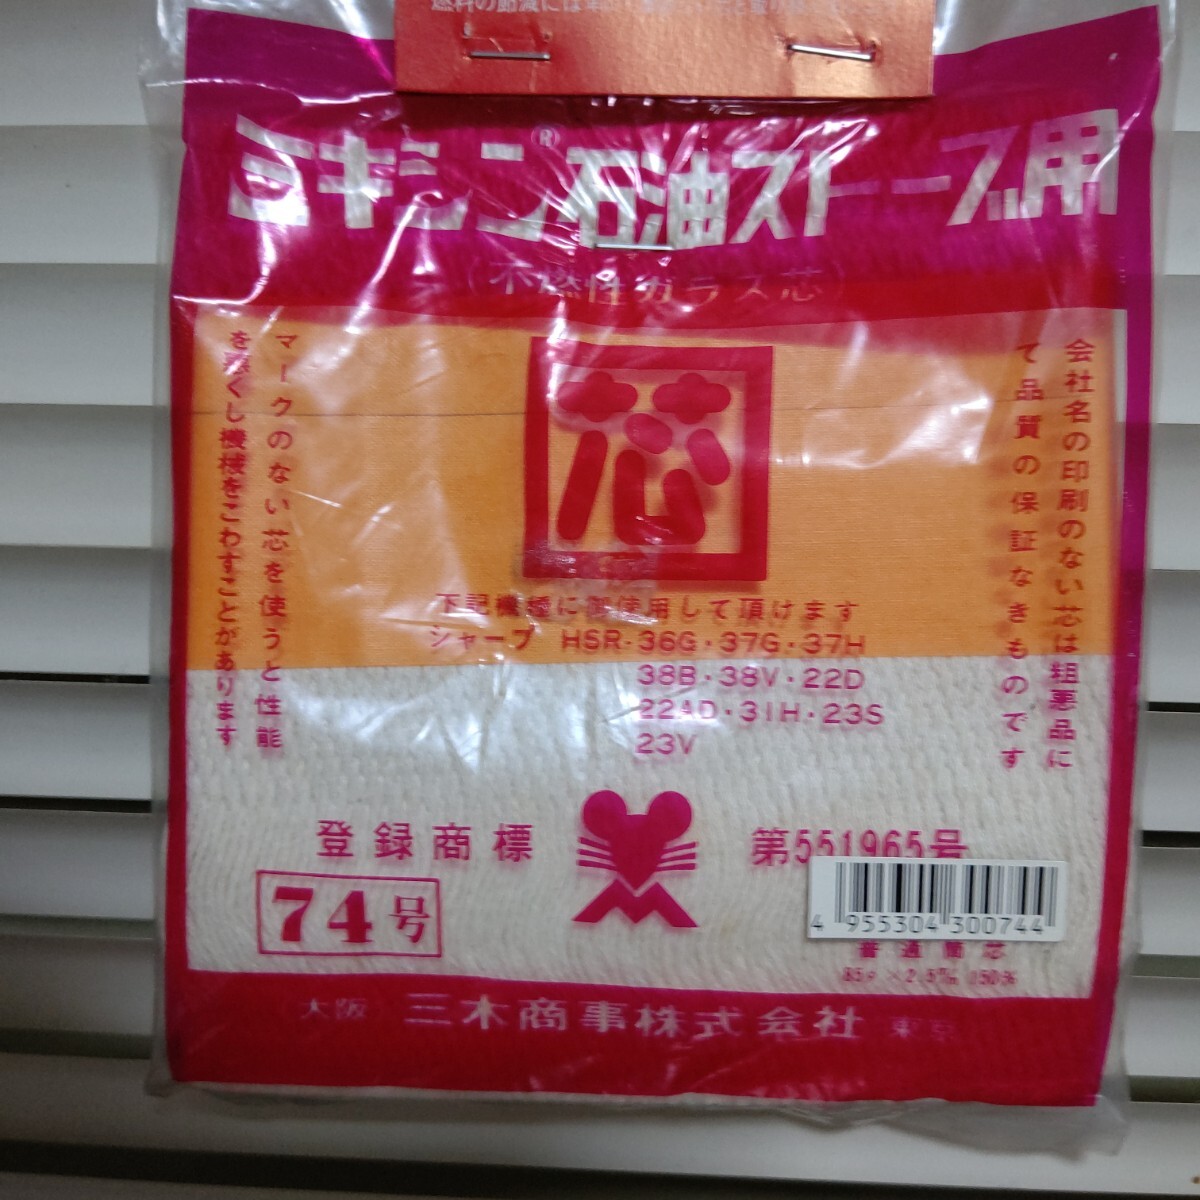 ミキシン®石油ストーブ用
(不燃性ガラス芯)
会社名の印刷のない芯は粗悪品に
て品質の保証なきものです
芯
マークのない芯を使うと性能
を悪くし機械をこわすことがあります
下記機種に御使用して頂けます
シャープ HSR・36G・37G・37H
38B・38V・22D
22AD・31H・23S
23V
登録商標
第551965号
74号
4 955304 300744
普通筒芯
(大阪) 三木商事株式会社 東京